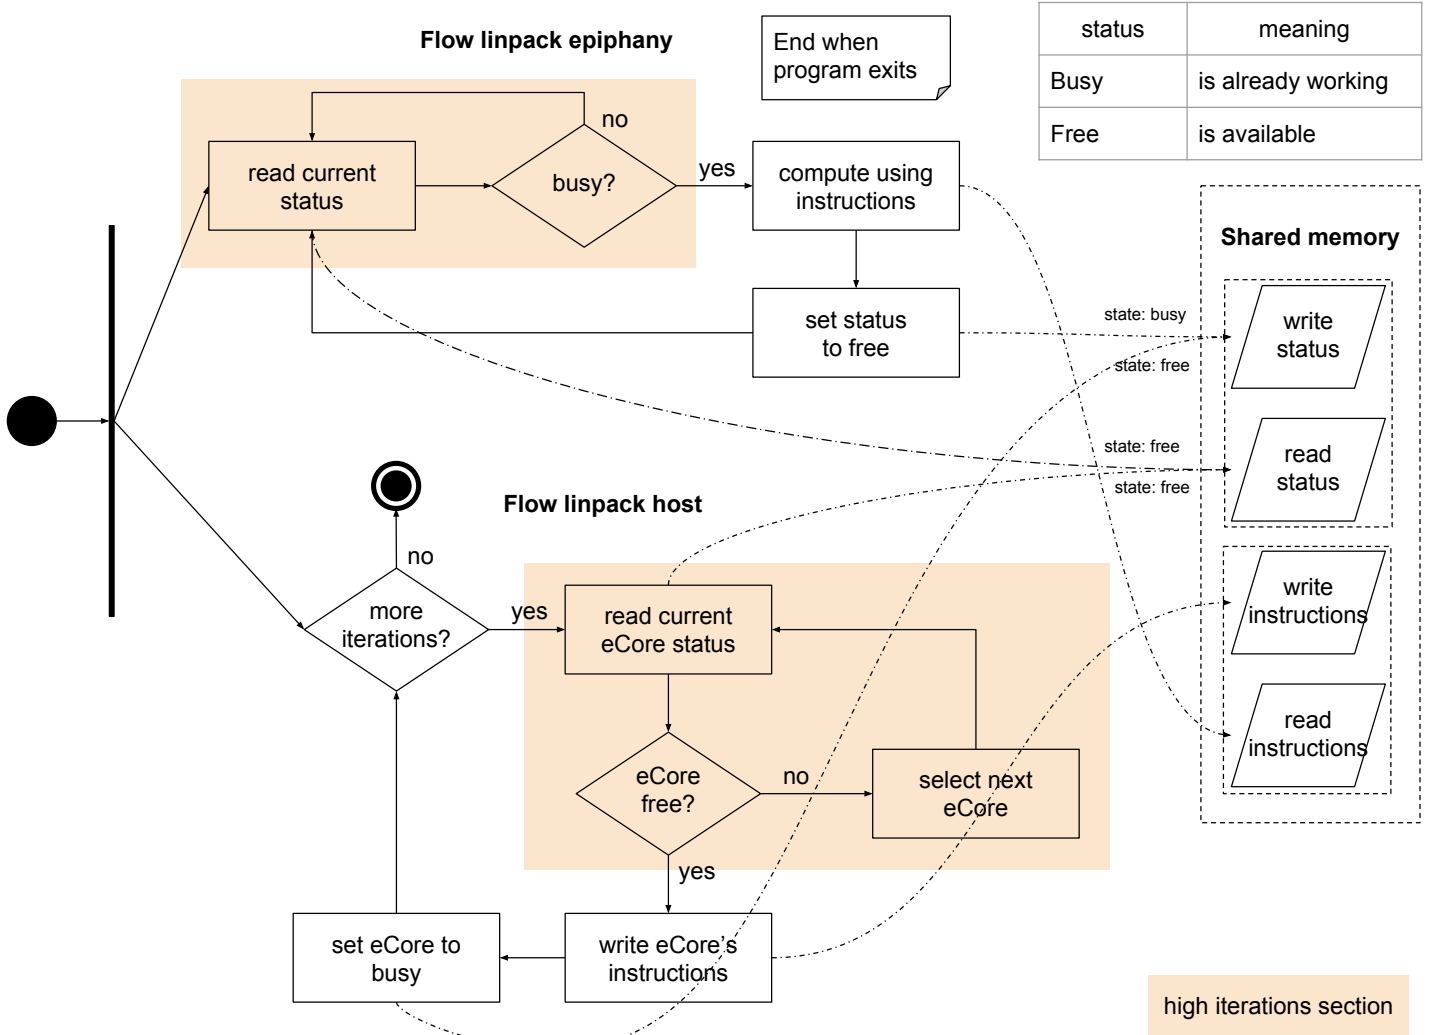 Flow linpack epiphany
End when
program exits
status
meaning
Busy
is already working
Free
is available
no
read current
status
busy?
yes
compute using
instructions
Shared memory
set status
to free
state: busy
write
status
state: free
state: free
read
status
state: free
Flow linpack host
no
more
iterations?
yes
read current
eCore status
write
instructions
read
instructions
eCore
free?
no
select next
eCore
yes
set eCore to
busy
write eCore’s
instructions
high iterations section